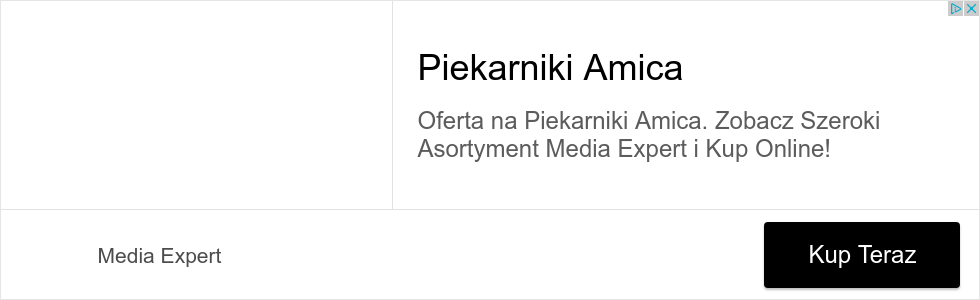 Piekarniki Amica
Oferta na Piekarniki Amica. Zobacz Szeroki
Asortyment Media Expert i Kup Online!
Media Expert
Kup Teraz